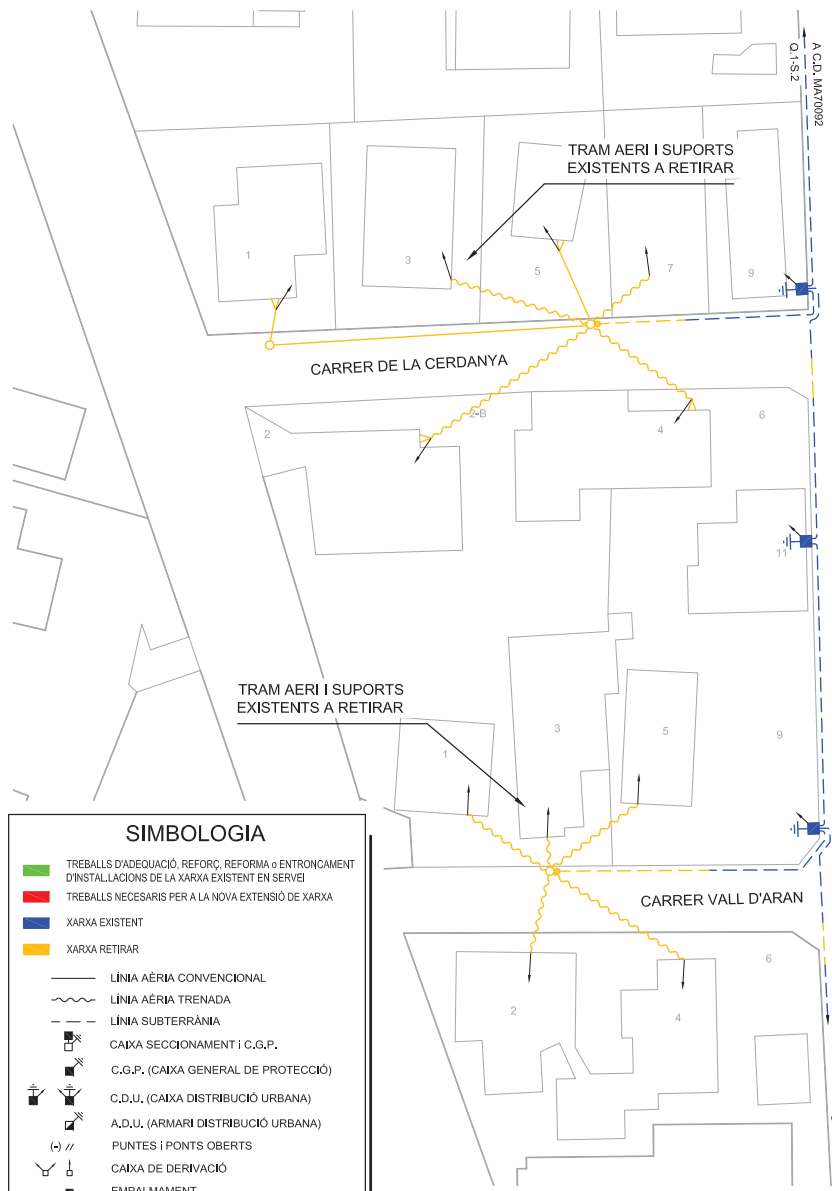 A C.D. MA70092
Q.1-S.2
TRAM AERI I SUPORTS
EXISTENTS A RETIRAR
1
3
5
7
9
CARRER DE LA CERDANYA
2
2-B
4
6
11
TRAM AERI I SUPORTS
EXISTENTS A RETIRAR
1
3
5
9
CARRER VALL D'ARAN
2
4
6
SIMBOLOGIA
TREBALLS D'ADEQUACIÓ, REFORÇ, REFORMA o ENTRONCAMENT
D'INSTAL.LACIONS DE LA XARXA EXISTENT EN SERVEI
TREBALLS NECESARIS PER A LA NOVA EXTENSIÓ DE XARXA
XARXA EXISTENT
XARXA RETIRAR
LÍNIA AÈRIA CONVENCIONAL
LÍNIA AÈRIA TRENADA
LÍNIA SUBTERRÀNIA
CAIXA SECCIONAMENT i C.G.P.
C.G.P. (CAIXA GENERAL DE PROTECCIÓ)
C.D.U. (CAIXA DISTRIBUCIÓ URBANA)
A.D.U. (ARMARI DISTRIBUCIÓ URBANA)
(-) // PUNTES i PONTS OBERTS
CAIXA DE DERIVACIÓ
EMPALMAMENT